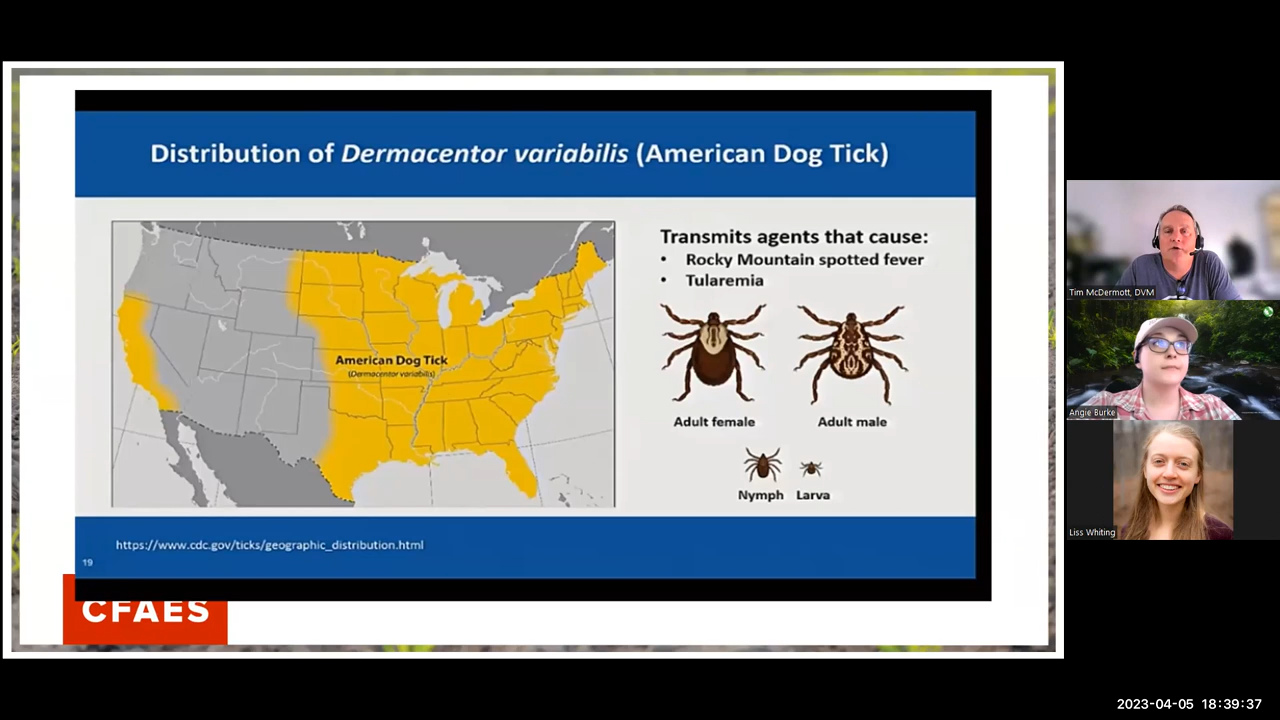 Distribution of Dermacentor variabilis (American Dog Tick)
American Dog Tick
(Dermacentor variabilis)
Transmits agents that cause:
• Rocky Mountain spotted fever
• Tularemia
Adult female
Adult male
Nymph
Larva
https://www.cdc.gov/ticks/geographic_distribution.html
19
CFAES
Tim McDermott, DVM
Angie Burke
Liss Whiting
2023-04-05 18:39:37